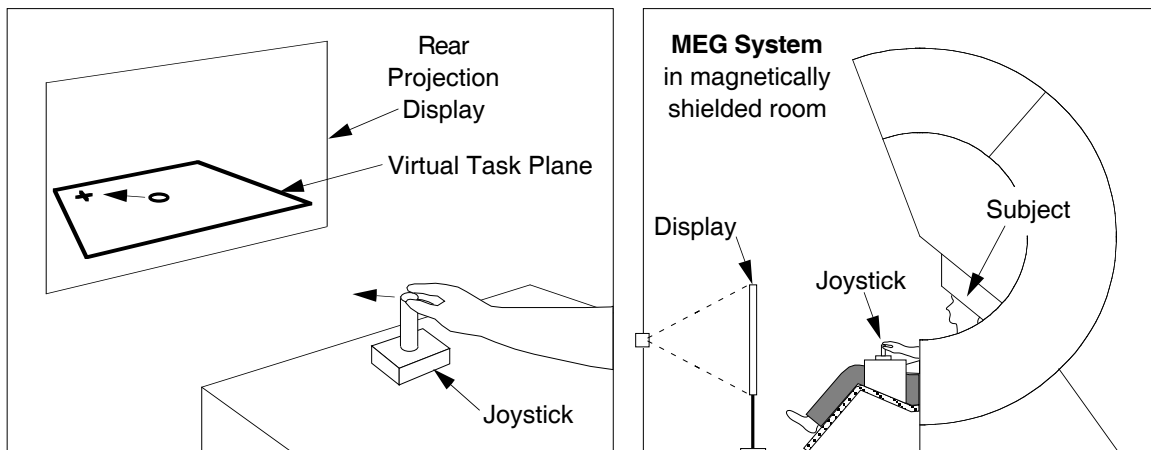 Rear
Projection
Display
Virtual Task Plane
Joystick
MEG System
in magnetically
shielded room
Subject
Display
Joystick